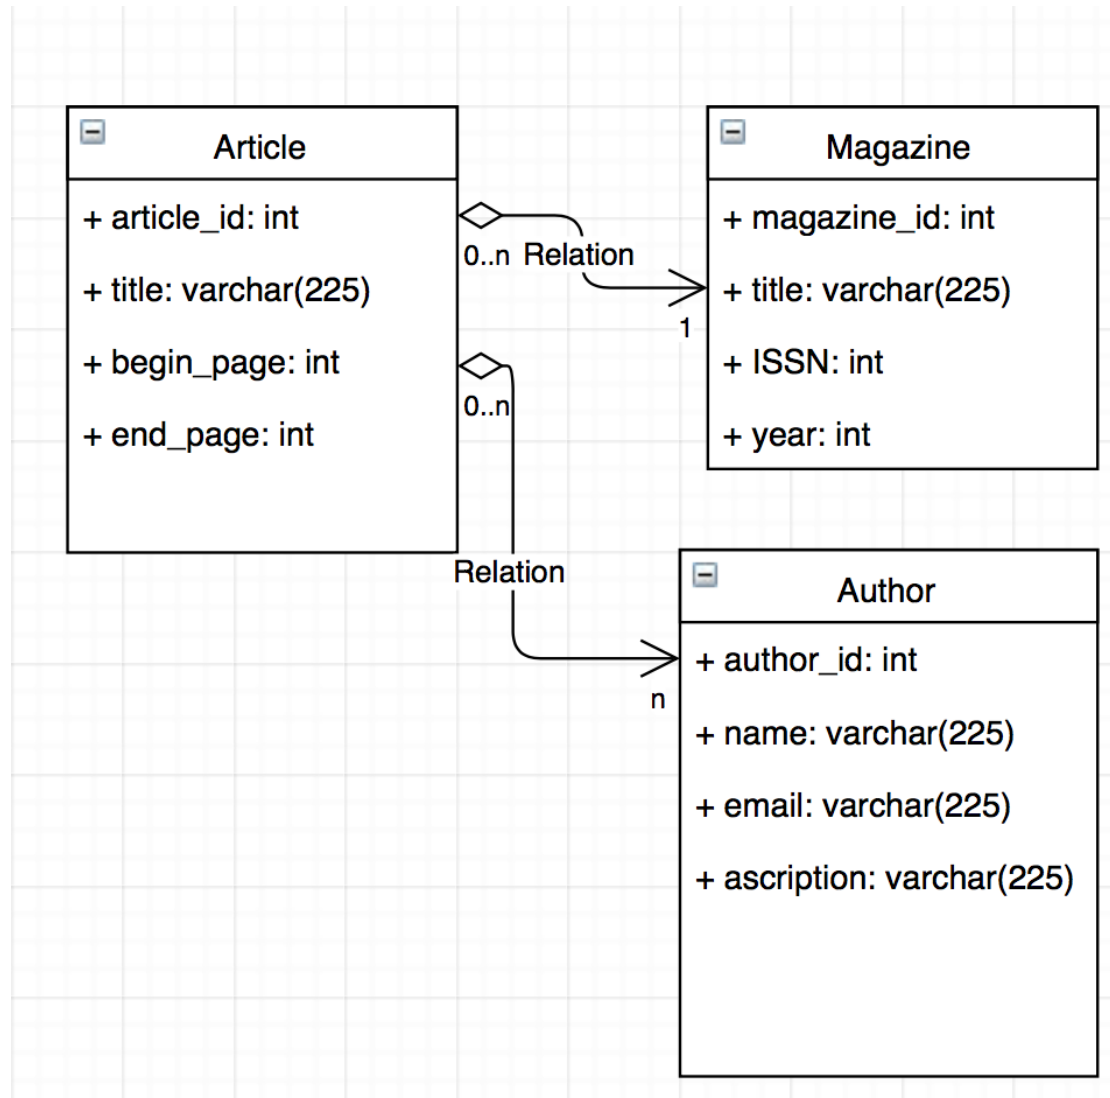 Article
+ article_id: int
+ title: varchar(225)
+ begin_page: int
+ end_page: int
0..n
Relation
1
0..n
Relation
n
Magazine
+ magazine_id: int
+ title: varchar(225)
+ ISSN: int
+ year: int
Author
+ author_id: int
+ name: varchar(225)
+ email: varchar(225)
+ ascription: varchar(225)